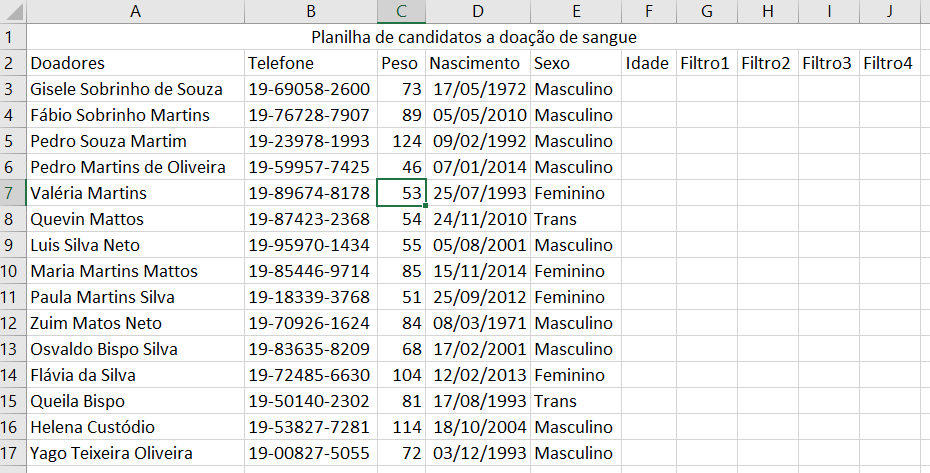 A B C D E F G H I J
1 Planilha de candidatos a doação de sangue
2 Doadores Telefone Peso Nascimento Sexo Idade Filtro1 Filtro2 Filtro3 Filtro4
3 Gisele Sobrinho de Souza 19-69058-2600 73 17/05/1972 Masculino
4 Fábio Sobrinho Martins 19-76728-7907 89 05/05/2010 Masculino
5 Pedro Souza Martim 19-23978-1993 124 09/02/1992 Masculino
6 Pedro Martins de Oliveira 19-59957-7425 46 07/01/2014 Masculino
7 Valéria Martins 19-89674-8178 53 25/07/1993 Feminino
8 Quevin Mattos 19-87423-2368 54 24/11/2010 Trans
9 Luis Silva Neto 19-95970-1434 55 05/08/2001 Masculino
10 Maria Martins Mattos 19-85446-9714 85 15/11/2014 Feminino
11 Paula Martins Silva 19-18339-3768 51 25/09/2012 Feminino
12 Zuim Matos Neto 19-70926-1624 84 08/03/1971 Masculino
13 Osvaldo Bispo Silva 19-83635-8209 68 17/02/2001 Masculino
14 Flávia da Silva 19-72485-6630 104 12/02/2013 Feminino
15 Queila Bispo 19-50140-2302 81 17/08/1993 Trans
16 Helena Custódio 19-53827-7281 114 18/10/2004 Masculino
17 Yago Teixeira Oliveira 19-00827-5055 72 03/12/1993 Masculino